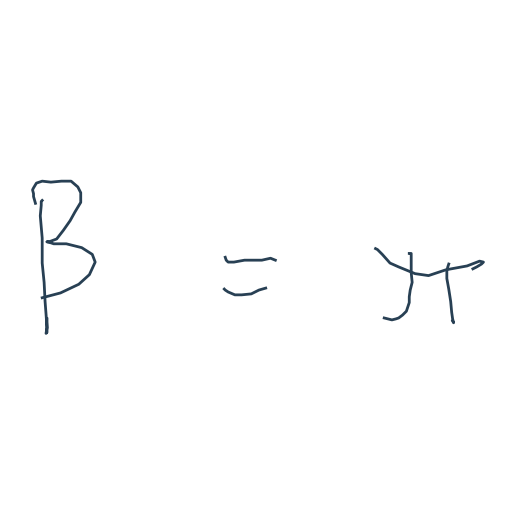 β = π